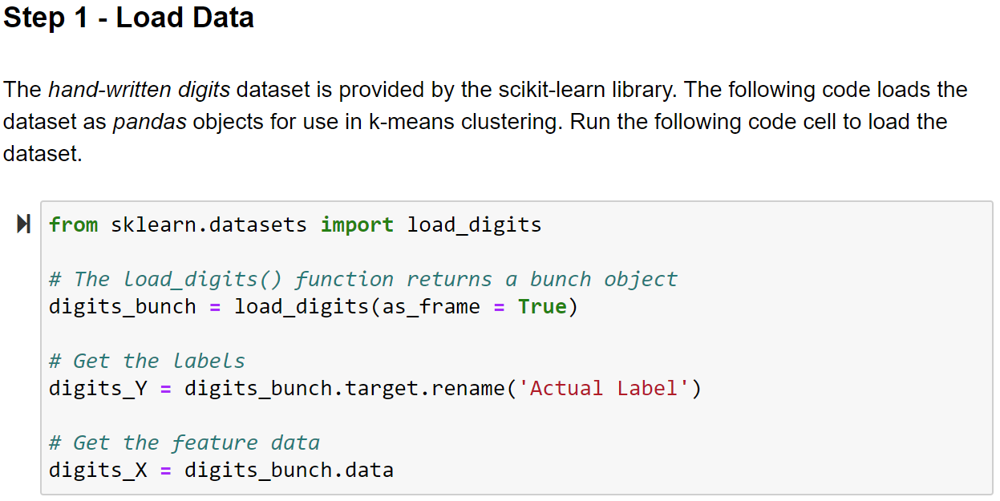 Step 1 - Load Data
The hand-written digits dataset is provided by the scikit-learn library. The following code loads the
dataset as pandas objects for use in k-means clustering. Run the following code cell to load the
dataset.
from sklearn.datasets import load_digits
# The load_digits() function returns a bunch object
digits_bunch = load_digits(as_frame = True)
# Get the labels
digits_Y = digits_bunch.target.rename('Actual Label')
# Get the feature data
digits_X = digits_bunch.data